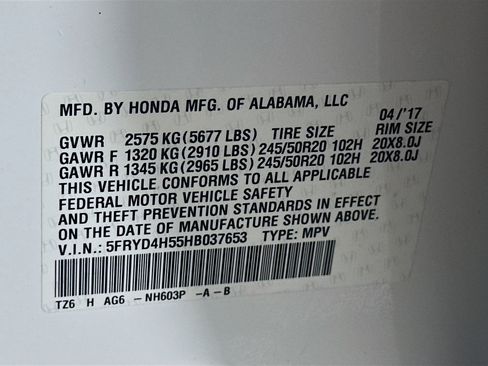 MFD. BY HONDA MFG. OF ALABAMA, LLC 04/'17
GVWR 2575 KG (5677 LBS) TIRE SIZE RIM SIZE
GAWR F 1320 KG (2910 LBS) 245/50R20 102H 20X8.0J
GAWR R 1345 KG (2965 LBS) 245/50R20 102H 20X8.0J
THIS VEHICLE CONFORMS TO ALL APPLICABLE
FEDERAL MOTOR VEHICLE SAFETY
AND THEFT PREVENTION STANDARDS IN EFFECT
ON THE DATE OF MANUFACTURE SHOWN ABOVE.
V.I.N.: 5FRYD4H55HB037653 TYPE: MPV
TZ6 H AG6 - NH603P -A-B